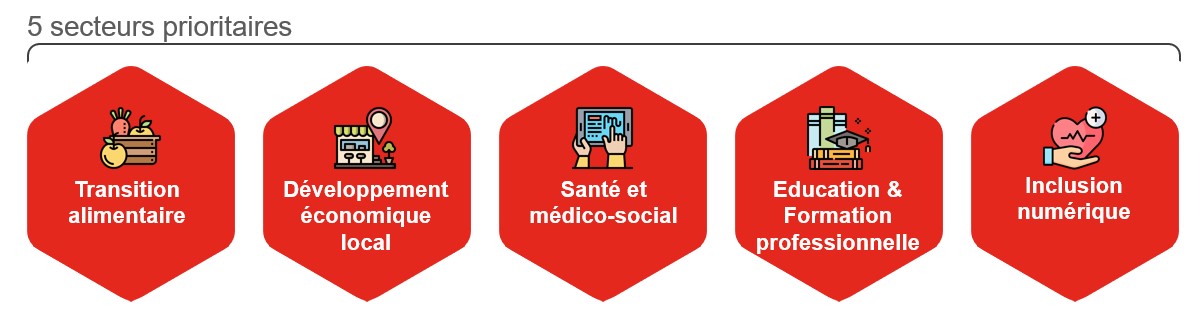 5 secteurs prioritaires
Transition
alimentaire
Développement
économique
local
Santé et
médico-social
Education &
Formation
professionnelle
Inclusion
numérique